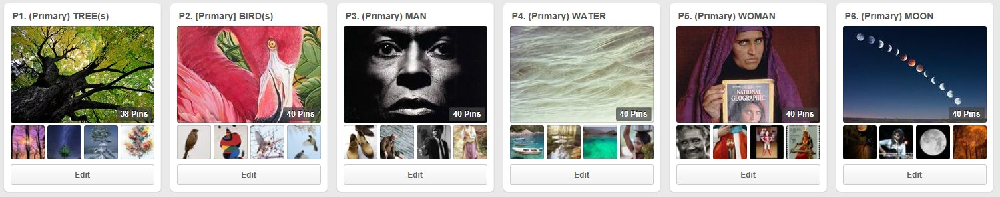 P1. (Primary) TREE(s)
38 Pins
Edit
P2. [Primary] BIRD(s)
40 Pins
Edit
P3. (Primary) MAN
40 Pins
Edit
P4. (Primary) WATER
40 Pins
Edit
P5. (Primary) WOMAN
NATIONAL
GEOGRAPHIC
40 Pins
Edit
P6. (Primary) MOON
40 Pins
Edit